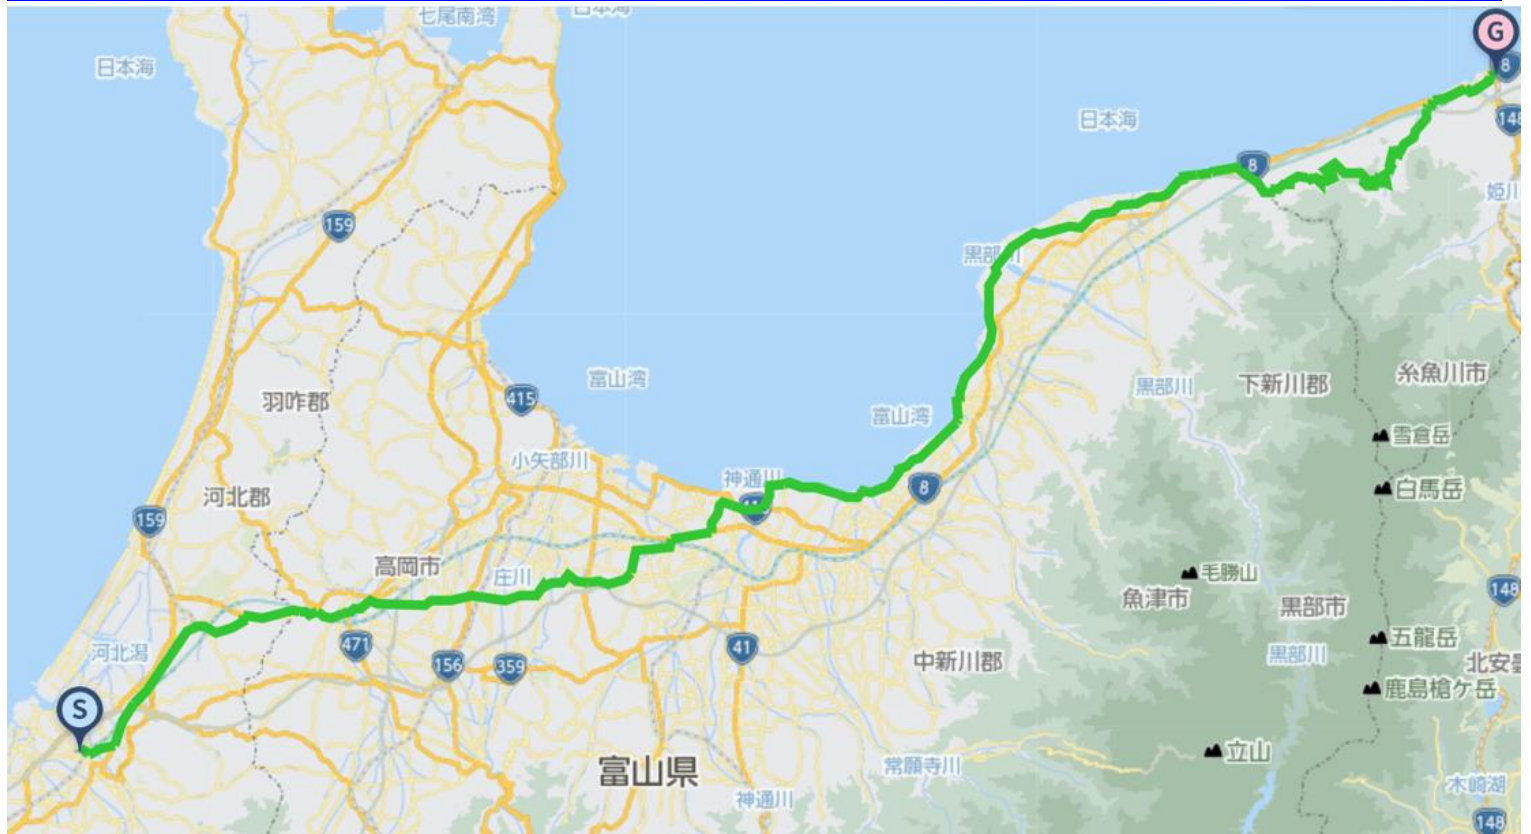 七尾南湾
日本海
日本海
G
8
日本海
148
8
姫川
159
黒部川
富山湾
黒部川
下新川郡
糸魚川市
羽咋郡
415
富山湾
雪倉岳
小矢部川
神通川
8
白馬岳
河北郡
159
高岡市
庄川
毛勝山
魚津市
黒部市
148
河北潟
471
156
359
41
中新川郡
黒部川
五龍岳
北安曇
鹿島槍ケ岳
S
富山県
常願寺川
立山
神通川
木崎湖
148